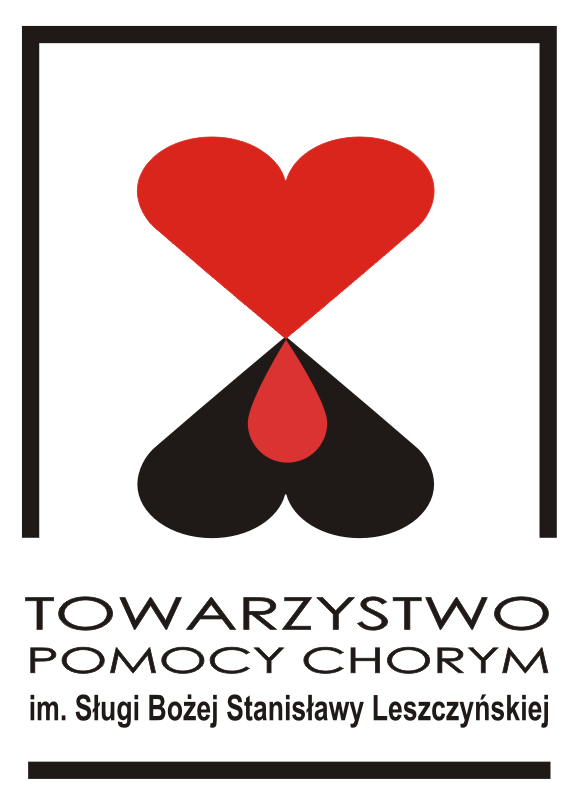 TOWARZYSTWO
POMOCY CHORYM
im. Sługi Bożej Stanisławy Leszczyńskiej